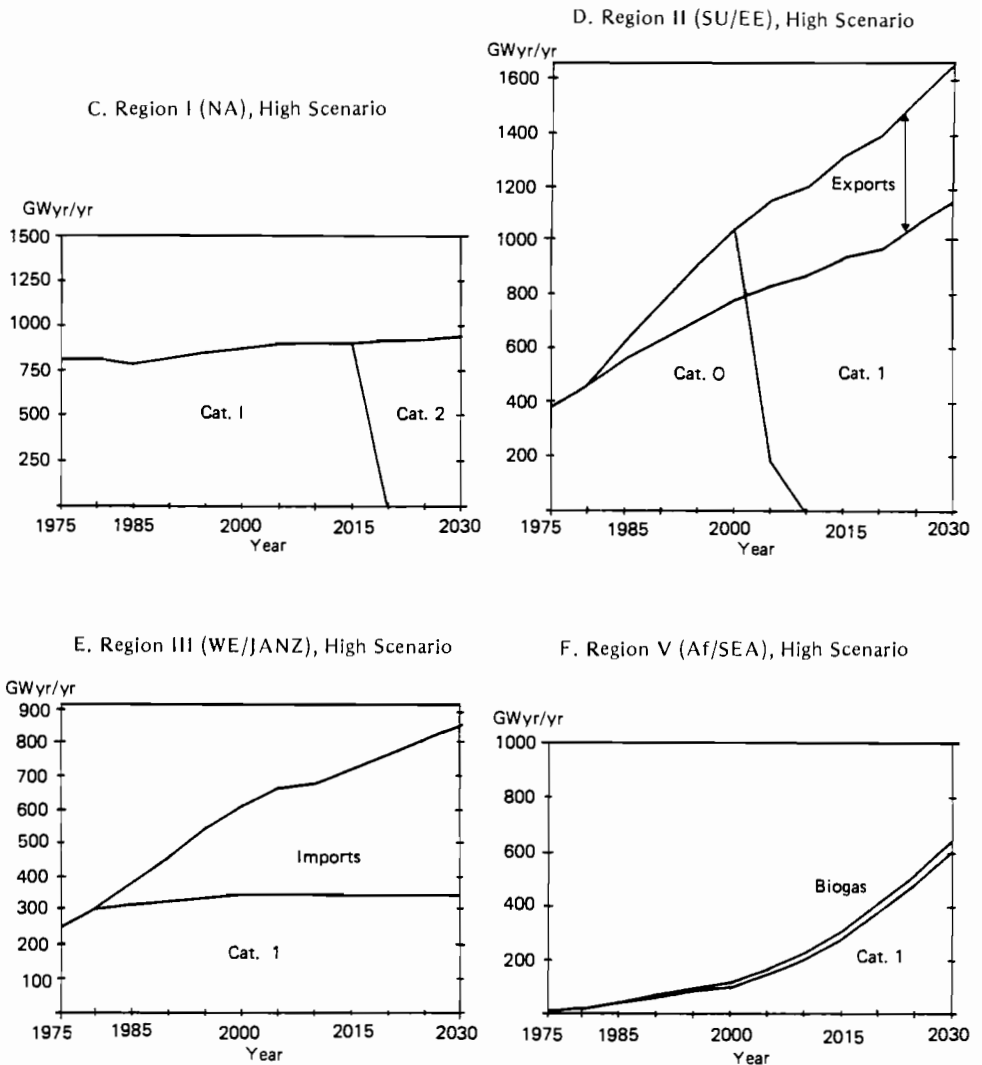 C. Region I (NA), High Scenario
GWyr/yr
1500
1250
1000
750
500
250
Cat. I
Cat. 2
1975
1985
2000
2015
2030
Year
D. Region II (SU/EE), High Scenario
GWyr/yr
1600
1400
1200
1000
800
600
400
200
Exports
Cat. O
Cat. 1
1975
1985
2000
2015
2030
Year
E. Region III (WE/JANZ), High Scenario
GWyr/yr
900
800
700
600
500
400
300
200
100
Imports
Cat. 1
1975
1985
2000
2015
2030
Year
F. Region V (Af/SEA), High Scenario
GWyr/yr
1000
800
600
400
200
Biogas
Cat. 1
1975
1985
2000
2015
2030
Year